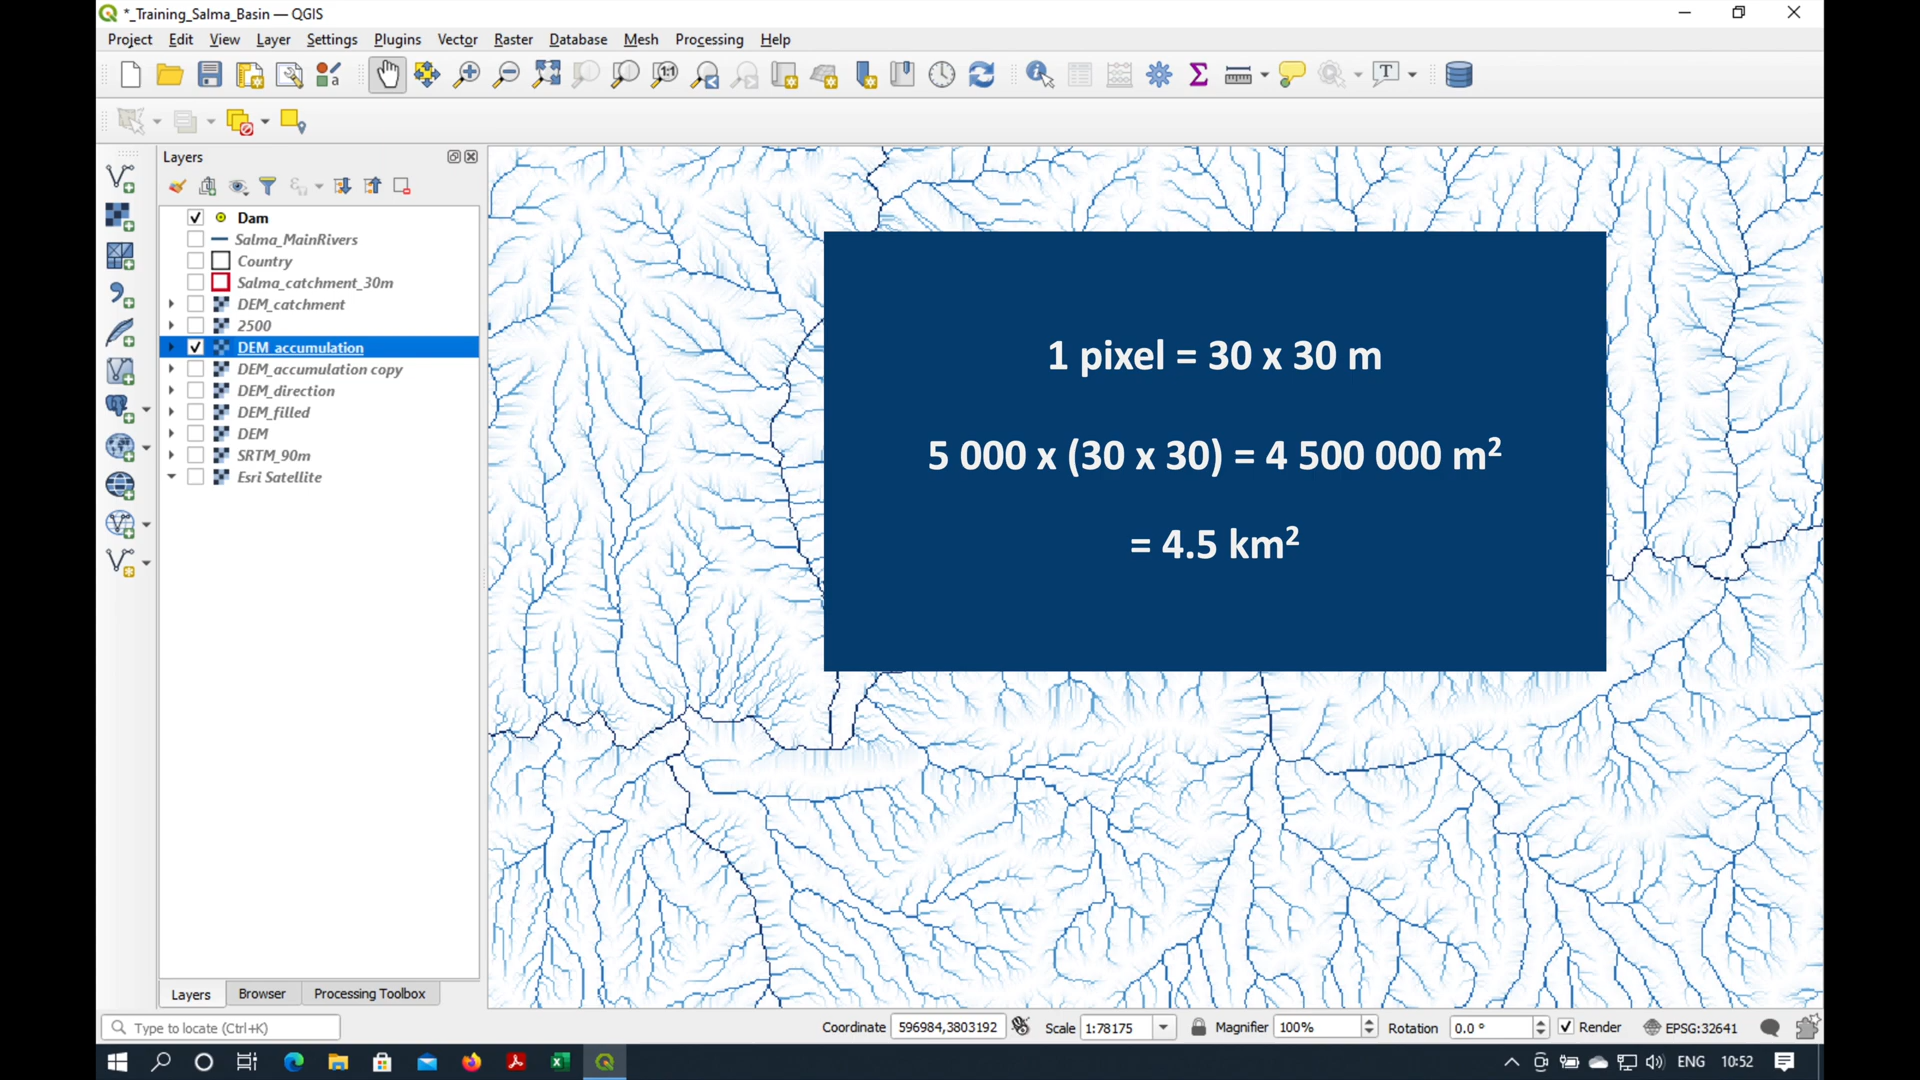 *_Training_Salma_Basin — QGIS
Project Edit View Layer Settings Plugins Vector Raster Database Mesh Processing Help
Layers
Dam
Salma_MainRivers
Country
Salma_catchment_30m
DEM_catchment
2500
DEM_accumulation
DEM_accumulation copy
DEM_direction
DEM_filled
DEM
SRTM_90m
Esri Satellite
1 pixel = 30 x 30 m
5 000 x (30 x 30) = 4 500 000 m²
= 4.5 km²
Layers Browser Processing Toolbox
Type to locate (Ctrl+K)
Coordinate 596984,3803192 Scale 1:78175 Magnifier 100% Rotation 0.0 ° Render EPSG:32641
ENG 10:52